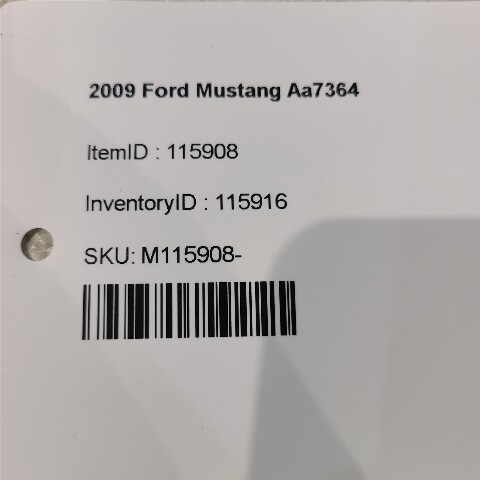 2009 Ford Mustang Aa7364
ItemID : 115908
InventoryID : 115916
SKU: M115908-